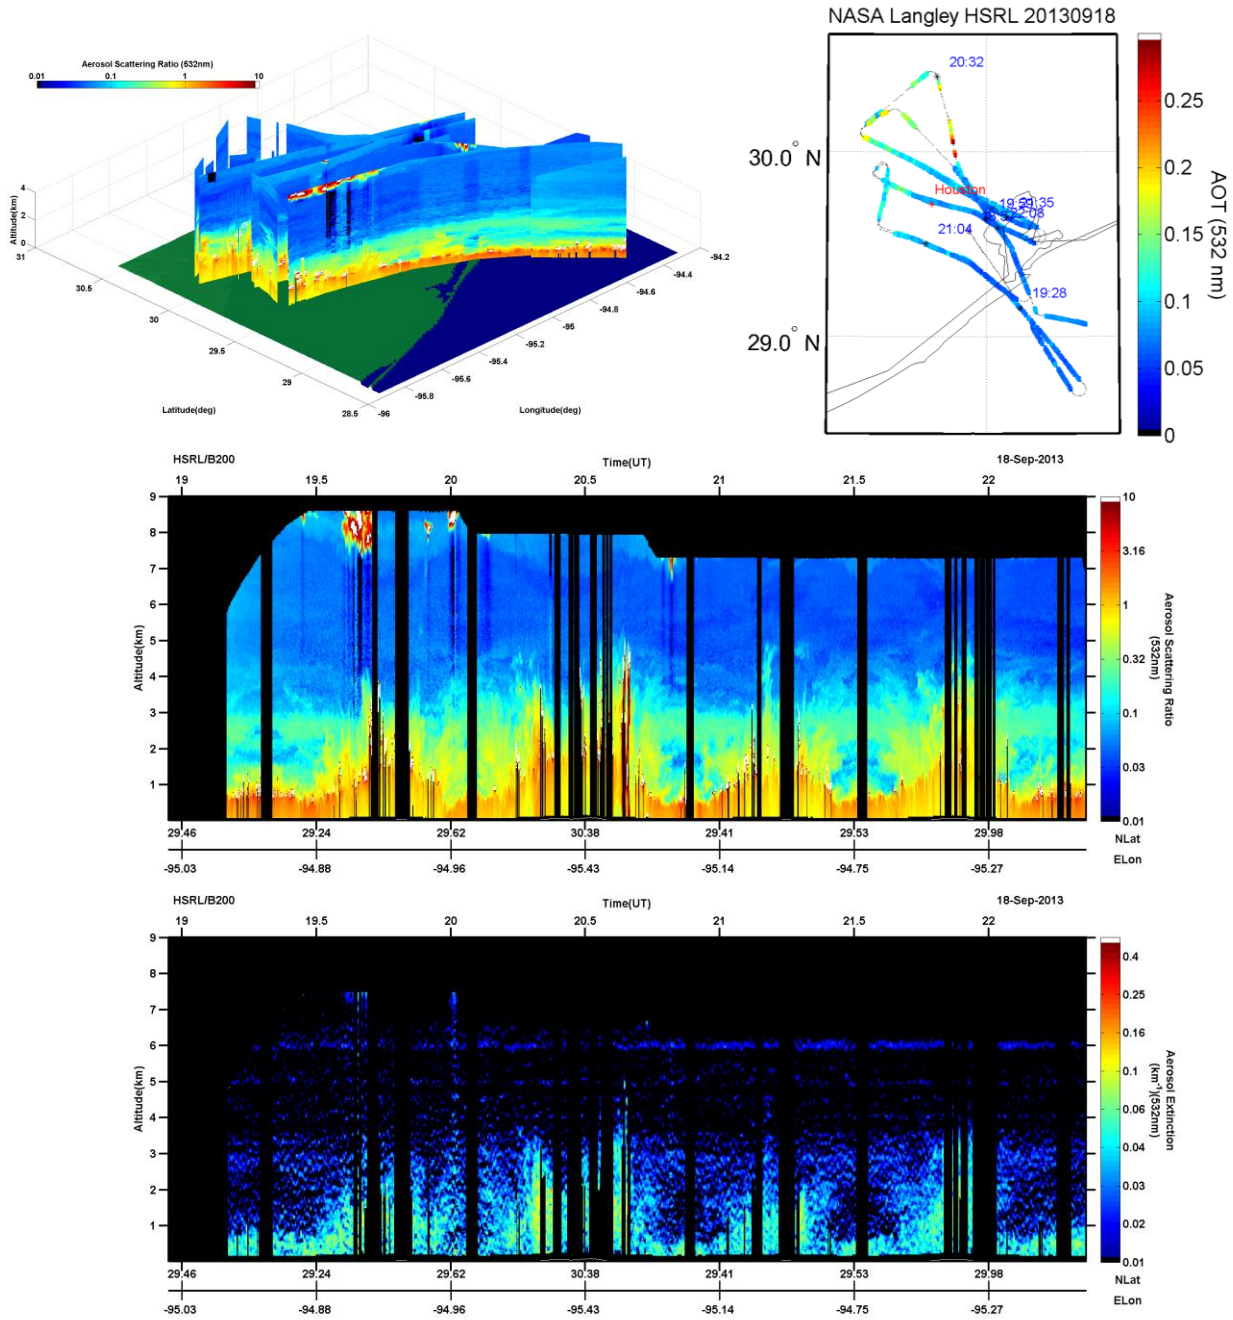 Aerosol Scattering Ratio (532nm)
0.01 0.1 1 10
Altitude(km)
4
2
0
31
30.5
30
29.5
29
28.5
Latitude(deg)
-96
-95.8
-95.6
-95.4
-95.2
-95
-94.8
-94.6
-94.4
-94.2
Longitude(deg)
NASA Langley HSRL 20130918
20:32
30.0° N
Houston
21:04
19:28
29.0° N
0.25
0.2
0.15
0.1
0.05
0
AOT (532 nm)
HSRL/B200 Time(UT) 18-Sep-2013
19 19.5 20 20.5 21 21.5 22
9
8
7
6
5
4
3
2
1
Altitude(km)
10
3.16
1
0.32
0.1
0.03
0.01
Aerosol Scattering Ratio
(532nm)
29.46 29.24 29.62 30.38 29.41 29.53 29.98 NLat
-95.03 -94.88 -94.96 -95.43 -95.14 -94.75 -95.27 ELon
HSRL/B200 Time(UT) 18-Sep-2013
19 19.5 20 20.5 21 21.5 22
9
8
7
6
5
4
3
2
1
Altitude(km)
0.4
0.25
0.16
0.1
0.06
0.04
0.03
0.02
0.01
Aerosol Extinction
(km⁻¹)(532nm)
29.46 29.24 29.62 30.38 29.41 29.53 29.98 NLat
-95.03 -94.88 -94.96 -95.43 -95.14 -94.75 -95.27 ELon